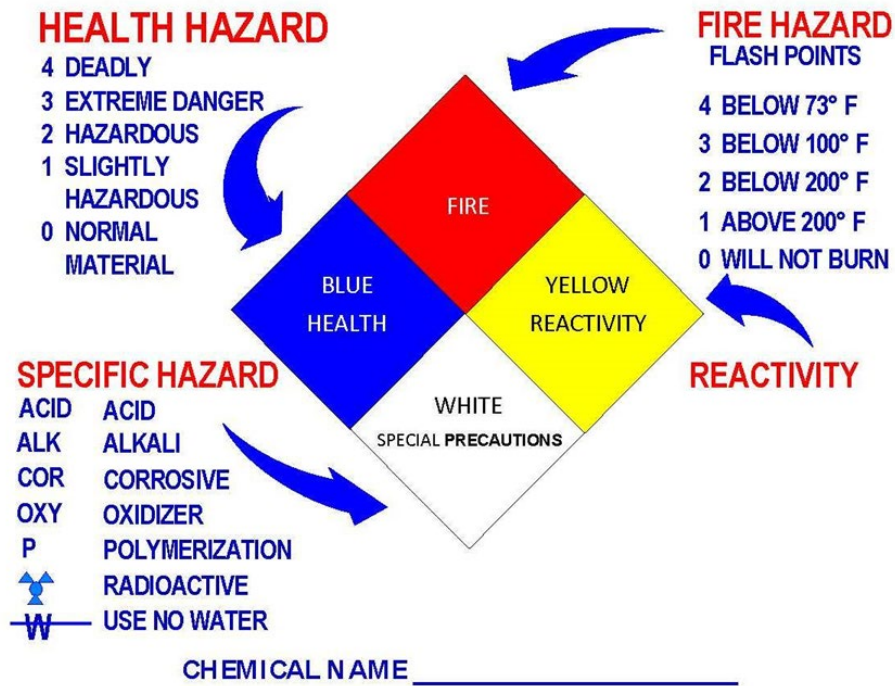 HEALTH HAZARD
4 DEADLY
3 EXTREME DANGER
2 HAZARDOUS
1 SLIGHTLY
HAZARDOUS
0 NORMAL
MATERIAL
FIRE HAZARD
FLASH POINTS
4 BELOW 73° F
3 BELOW 100° F
2 BELOW 200° F
1 ABOVE 200° F
0 WILL NOT BURN
FIRE
BLUE
HEALTH
YELLOW
REACTIVITY
WHITE
SPECIAL PRECAUTIONS
REACTIVITY
SPECIFIC HAZARD
ACID ACID
ALK ALKALI
COR CORROSIVE
OXY OXIDIZER
P POLYMERIZATION
RADIOACTIVE
W USE NO WATER
CHEMICAL NAME